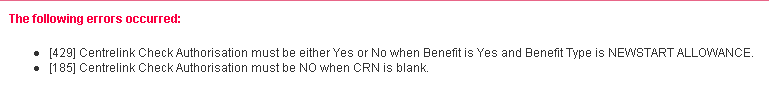 The following errors occurred:
[429] Centrelink Check Authorisation must be either Yes or No when Benefit is Yes and Benefit Type is NEWSTART ALLOWANCE.
[185] Centrelink Check Authorisation must be NO when CRN is blank.